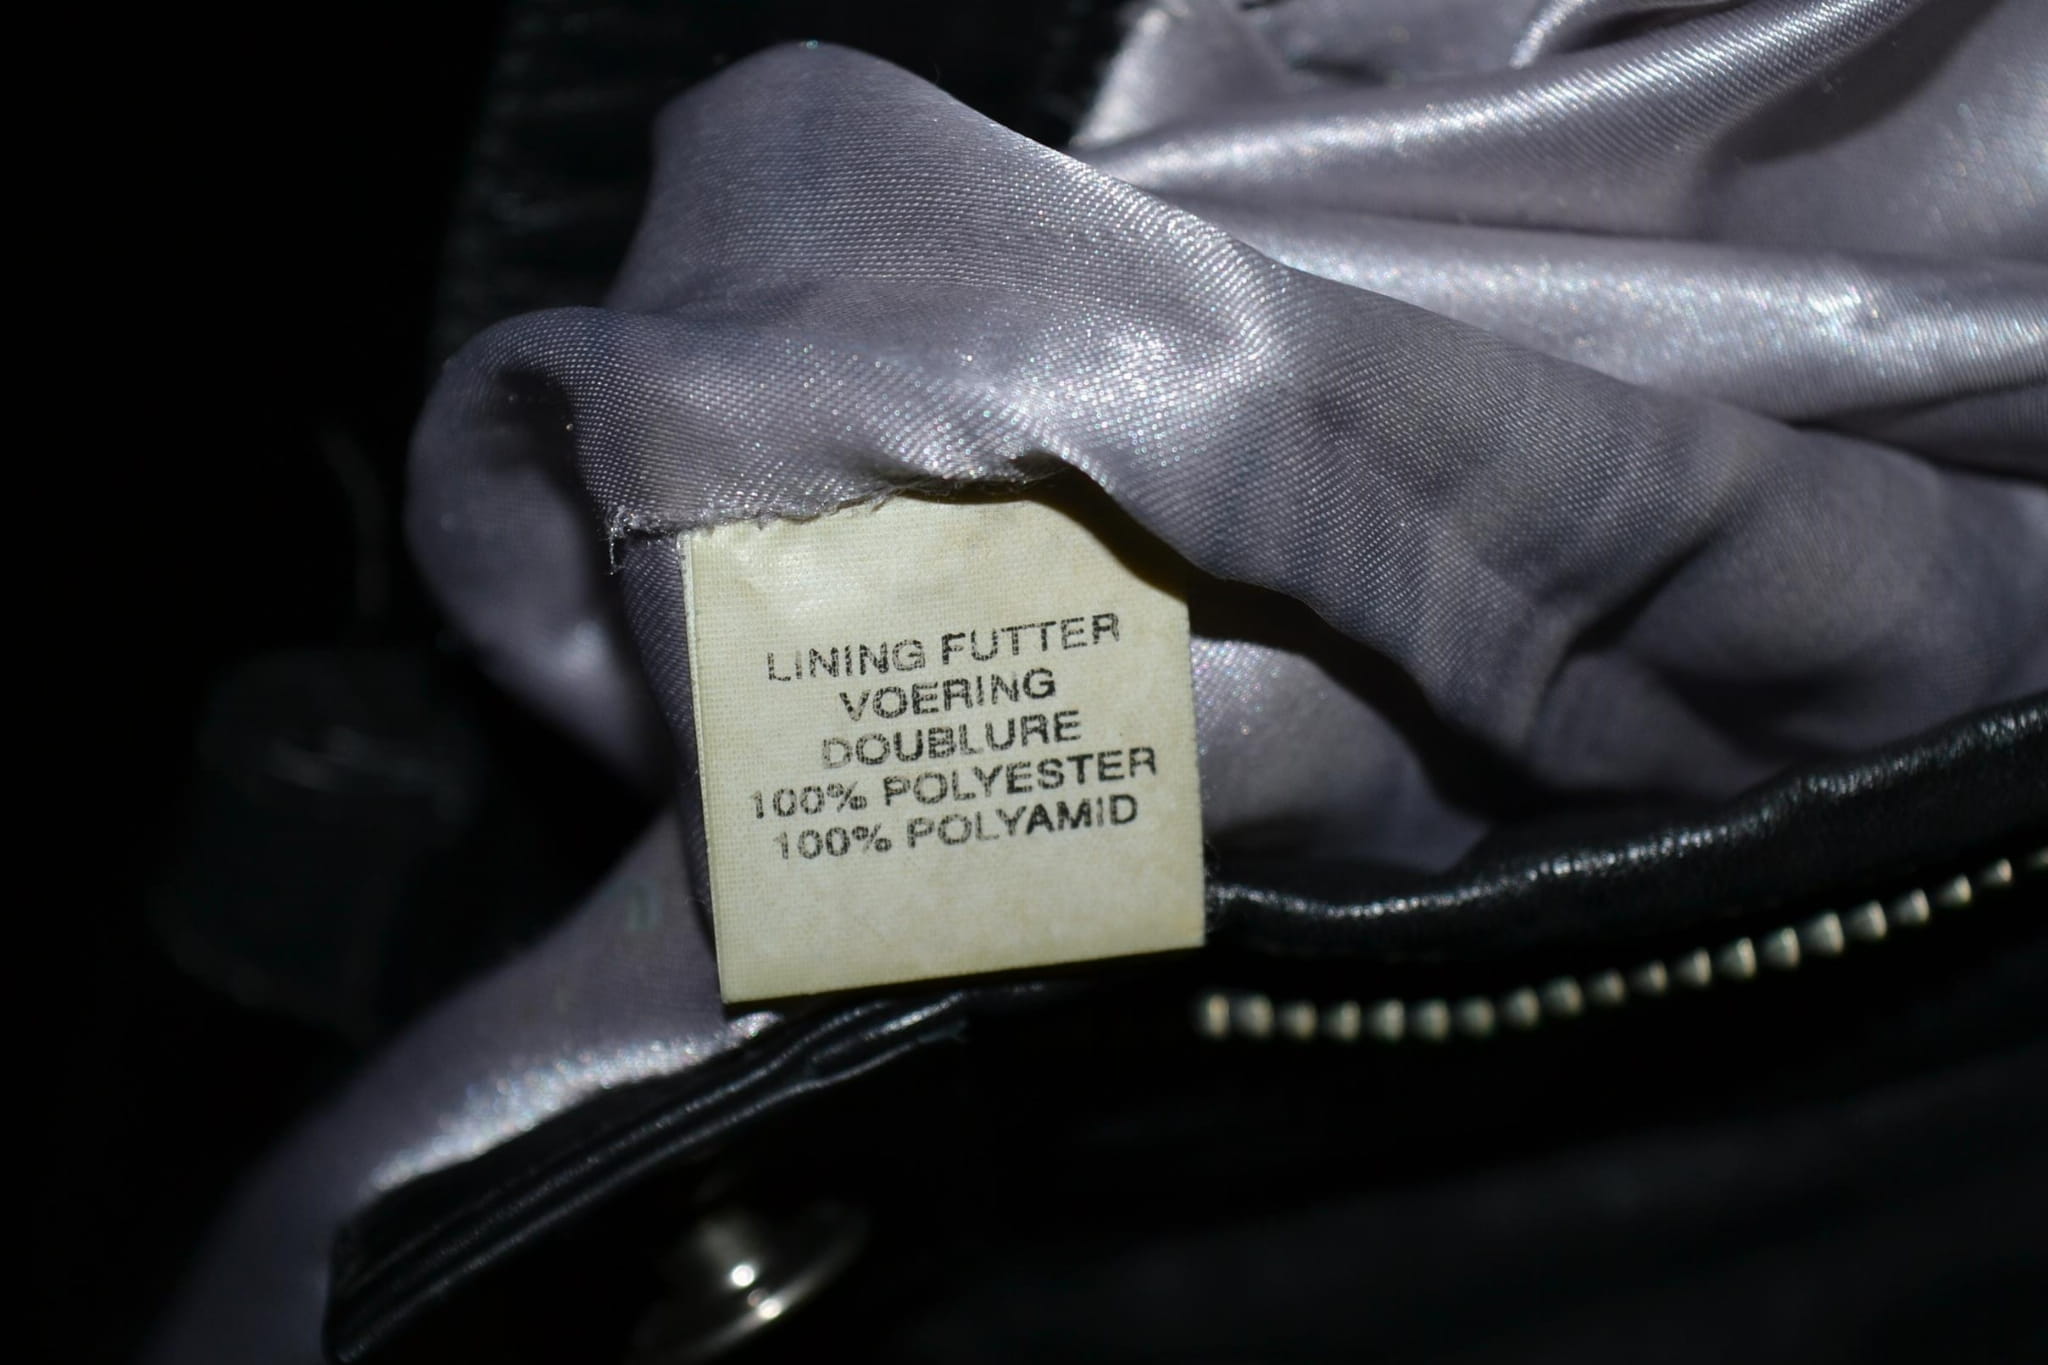 LINING FUTTER
VOERING
DOUBLURE
100% POLYESTER
100% POLYAMID